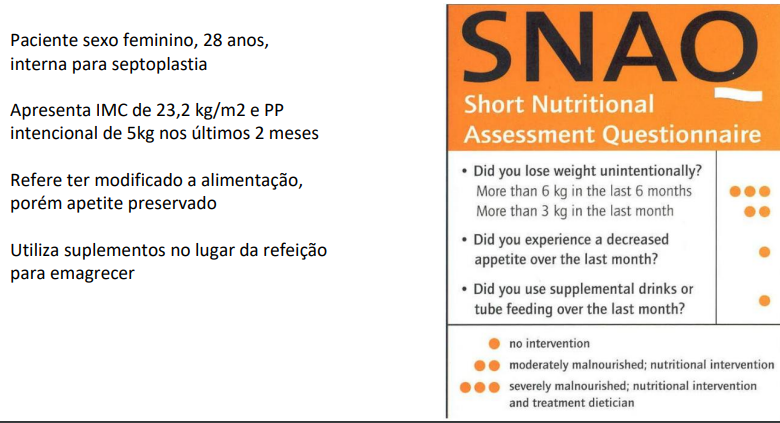 Paciente sexo feminino, 28 anos,
interna para septoplastia
Apresenta IMC de 23,2 kg/m2 e PP
intencional de 5kg nos últimos 2 meses
Refere ter modificado a alimentação,
porém apetite preservado
Utiliza suplementos no lugar da refeição
para emagrecer
SNAQ
Short Nutritional
Assessment Questionnaire
• Did you lose weight unintentionally?
More than 6 kg in the last 6 months
More than 3 kg in the last month
• Did you experience a decreased
appetite over the last month?
• Did you use supplemental drinks or
tube feeding over the last month?
no intervention
moderately malnourished; nutritional intervention
severely malnourished; nutritional intervention
and treatment dietician